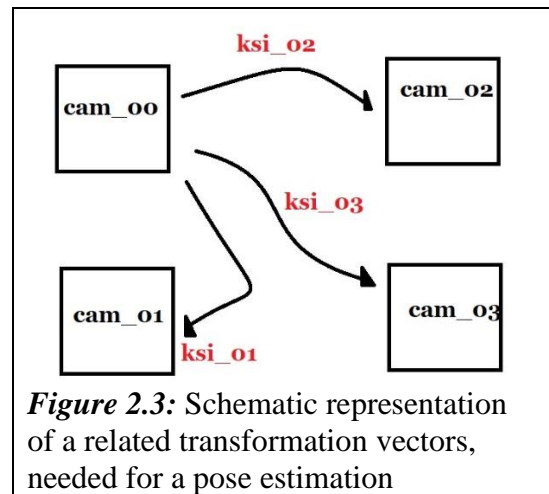 ksi_02
cam_00
cam_02
ksi_03
cam_01
cam_03
ksi_01
Figure 2.3: Schematic representation
of a related transformation vectors,
needed for a pose estimation